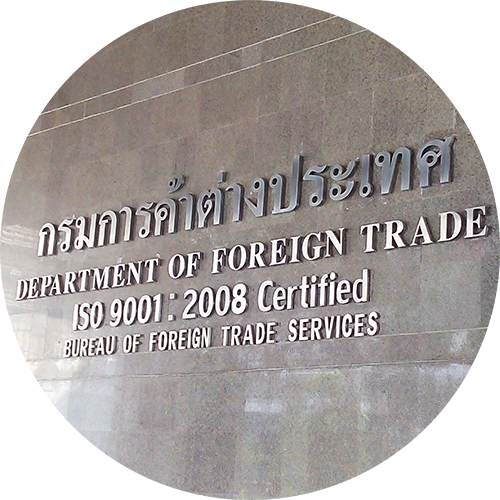 กรมการค้าต่างประเทศ
DEPARTMENT OF FOREIGN TRADE
ISO 9001 : 2008 Certified
BUREAU OF FOREIGN TRADE SERVICES